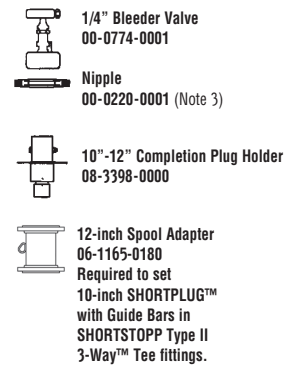 1/4” Bleeder Valve
00-0774-0001
Nipple
00-0220-0001 (Note 3)
10”-12” Completion Plug Holder
08-3398-0000
12-inch Spool Adapter
06-1165-0180
Required to set
10-inch SHORTPLUG™
with Guide Bars in
SHORTSTOPP Type II
3-Way™ Tee fittings.